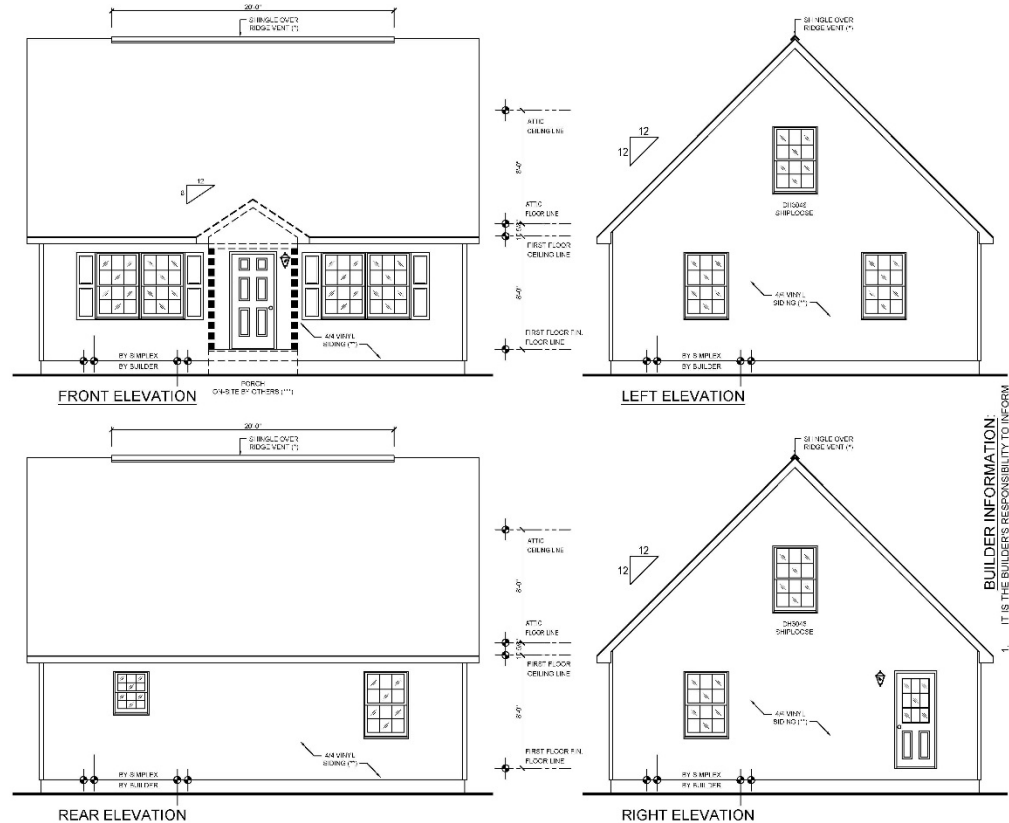 20'-0"
SHINGLE OVER
RIDGE VENT (*)
12
8
ATTIC
CEILING LINE
8'-0"
ATTIC
FLOOR LINE
FIRST FLOOR
CEILING LINE
8'-0"
FIRST FLOOR FIN.
FLOOR LINE
4/4 VINYL
SIDING (**)
BY SIMPLEX
BY BUILDER
PORCH
ON-SITE BY OTHERS (***)
FRONT ELEVATION
SHINGLE OVER
RIDGE VENT (*)
12
12
DH3048
SHIPLOOSE
4/4 VINYL
SIDING (**)
BY SIMPLEX
BY BUILDER
LEFT ELEVATION
20'-0"
SHINGLE OVER
RIDGE VENT (*)
ATTIC
CEILING LINE
8'-0"
ATTIC
FLOOR LINE
FIRST FLOOR
CEILING LINE
8'-0"
FIRST FLOOR FIN.
FLOOR LINE
4/4 VINYL
SIDING (**)
BY SIMPLEX
BY BUILDER
REAR ELEVATION
SHINGLE OVER
RIDGE VENT (*)
12
12
DH3048
SHIPLOOSE
4/4 VINYL
SIDING (**)
BY SIMPLEX
BY BUILDER
RIGHT ELEVATION
BUILDER INFORMATION:
1. IT IS THE BUILDER'S RESPONSIBILITY TO INFORM